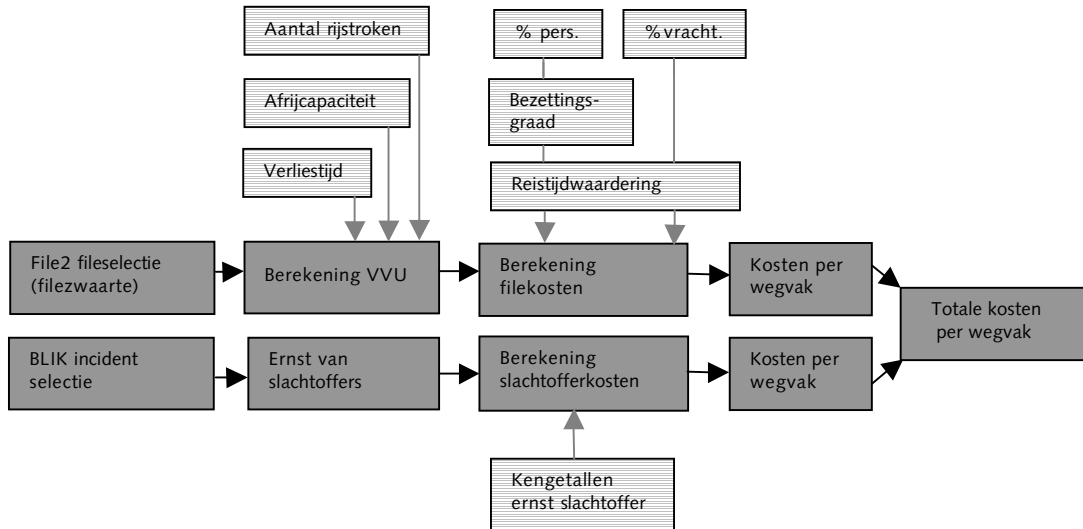 Aantal rijstroken
% pers.
% vracht.
Afrijcapaciteit
Bezettings-
graad
Verliestijd
Reistijdwaardering
File2 fileselectie
(filezwaarte)
Berekening VVU
Berekening
filekosten
Kosten per
wegvak
Totale kosten
per wegvak
BLIK incident
selectie
Ernst van
slachtoffers
Berekening
slachtofferkosten
Kosten per
wegvak
Kengetallen
ernst slachtoffer